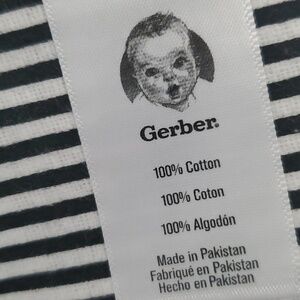 Gerber.
100% Cotton
100% Coton
100% Algodón
Made in Pakistan
Fabriqué en Pakistan
Hecho en Pakistan